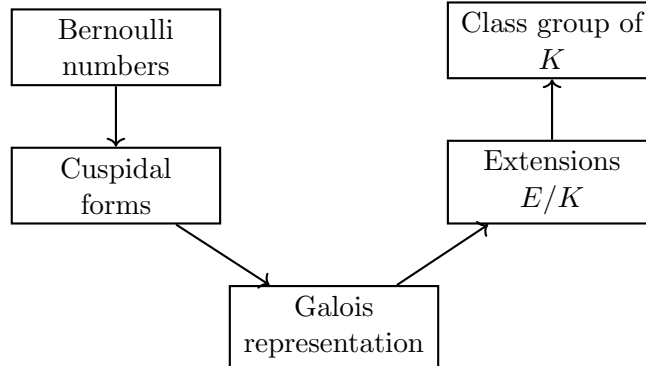 Bernoulli
numbers
Class group of
K
Cuspidal
forms
Extensions
E/K
Galois
representation